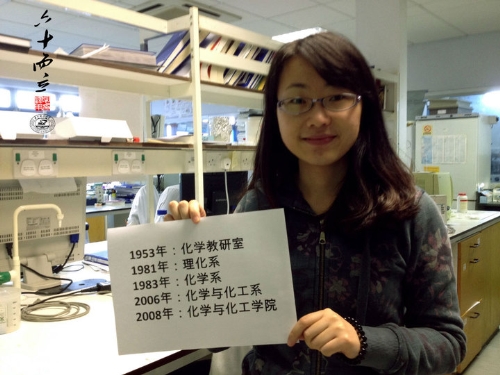 六十西立
1953年：化学教研室
1981年：理化系
1983年：化学系
2006年：化学与化工系
2008年：化学与化工学院